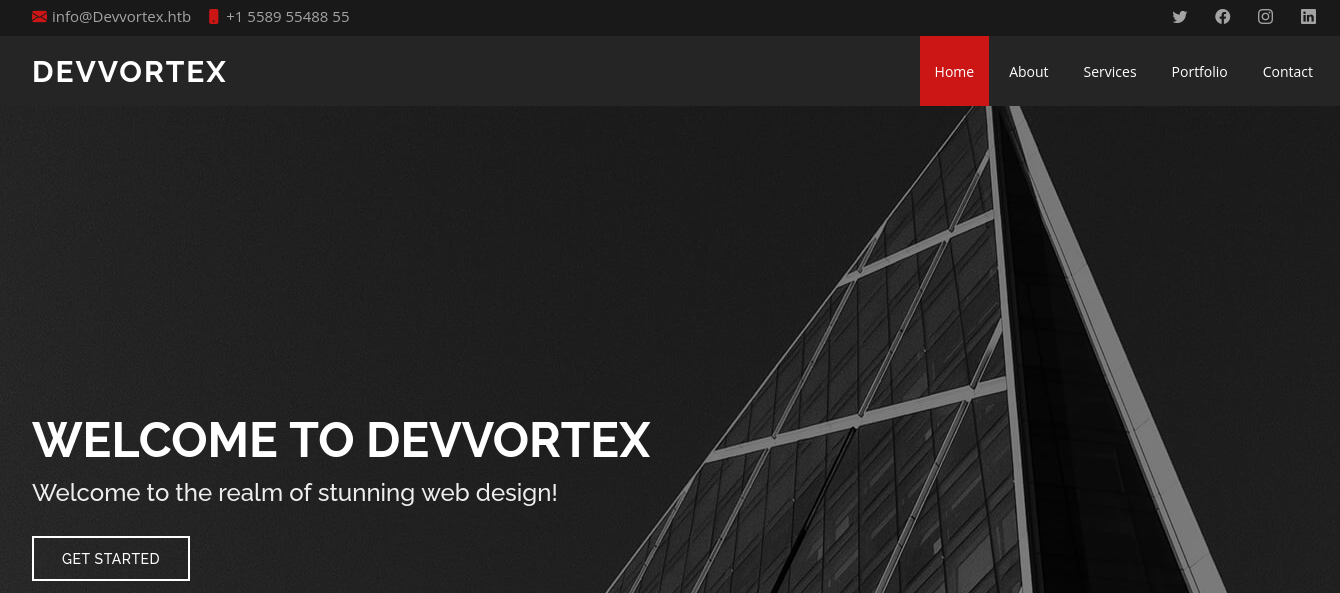 info@Devvortex.htb +1 5589 55488 55
DEVVORTEX
Home About Services Portfolio Contact
WELCOME TO DEVVORTEX
Welcome to the realm of stunning web design!
GET STARTED